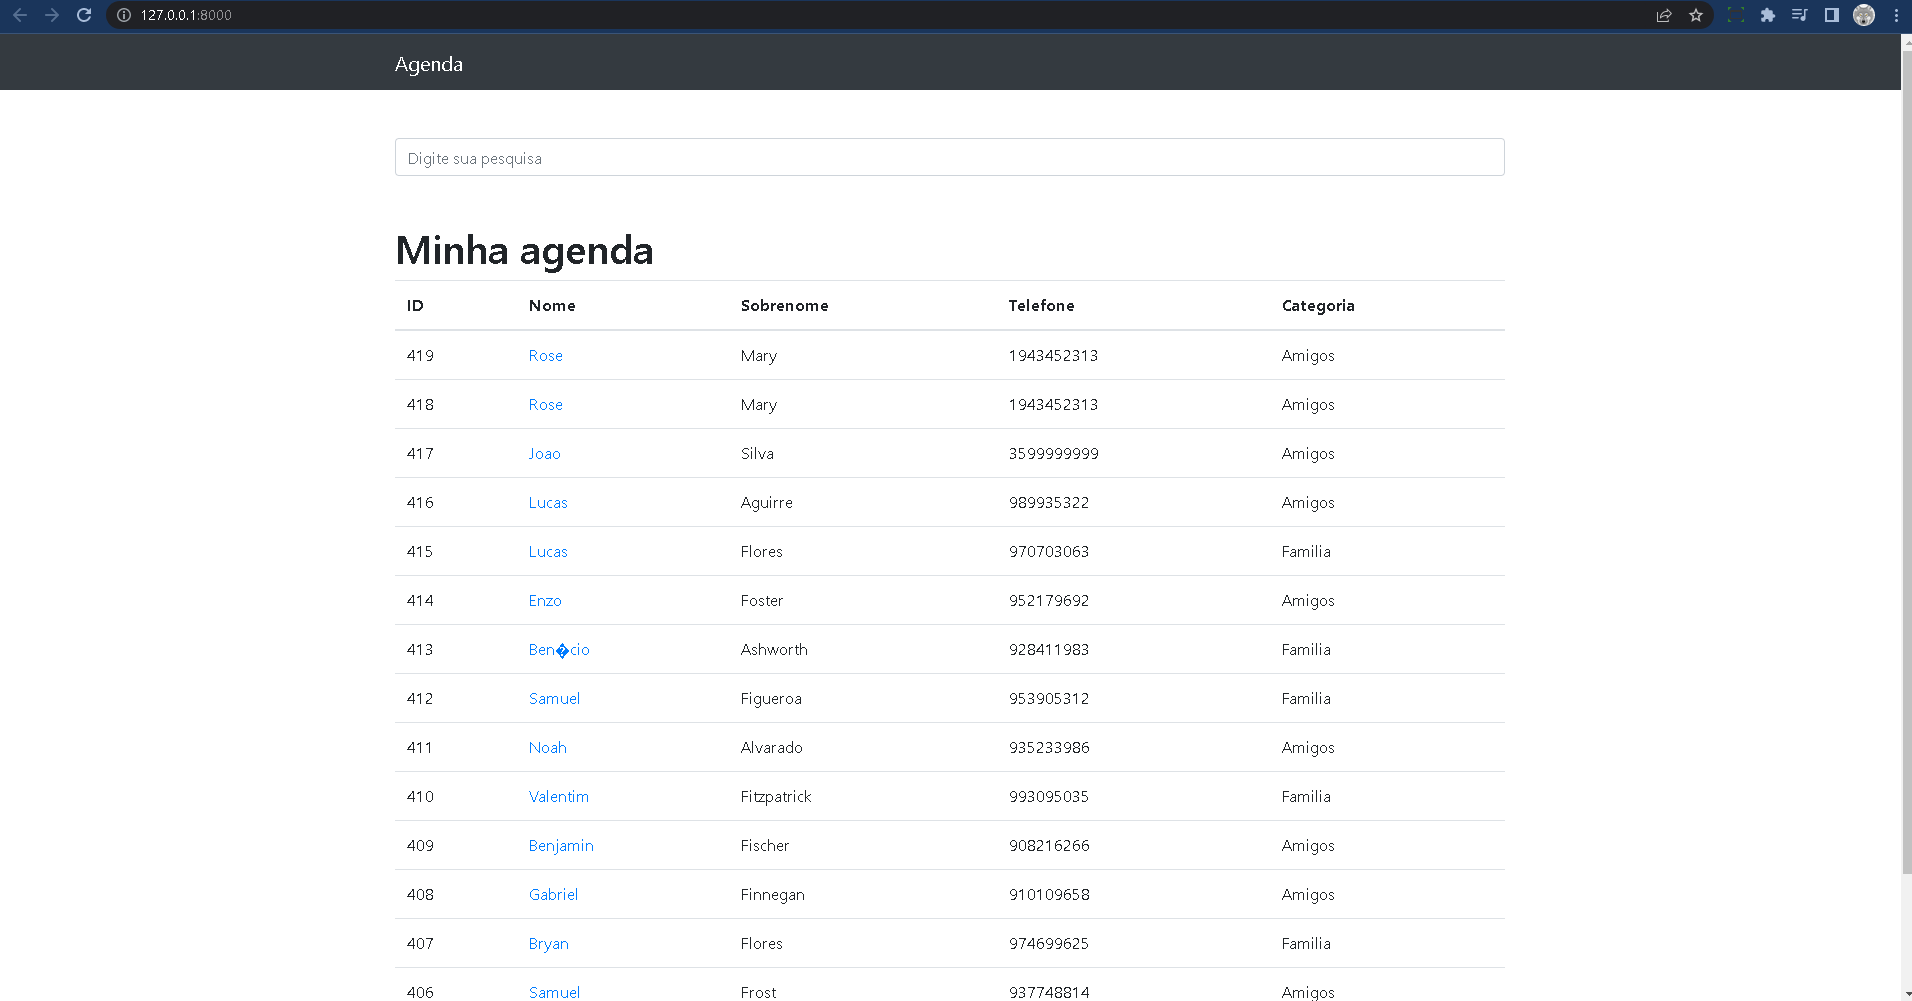 127.0.0.1:8000
Agenda
Digite sua pesquisa
Minha agenda
ID Nome Sobrenome Telefone Categoria
419 Rose Mary 1943452313 Amigos
418 Rose Mary 1943452313 Amigos
417 Joao Silva 3599999999 Amigos
416 Lucas Aguirre 989935322 Amigos
415 Lucas Flores 970703063 Familia
414 Enzo Foster 952179692 Amigos
413 Ben�cio Ashworth 928411983 Familia
412 Samuel Figueroa 953905312 Familia
411 Noah Alvarado 935233986 Amigos
410 Valentim Fitzpatrick 993095035 Familia
409 Benjamin Fischer 908216266 Amigos
408 Gabriel Finnegan 910109658 Amigos
407 Bryan Flores 974699625 Familia
406 Samuel Frost 937748814 Amigos